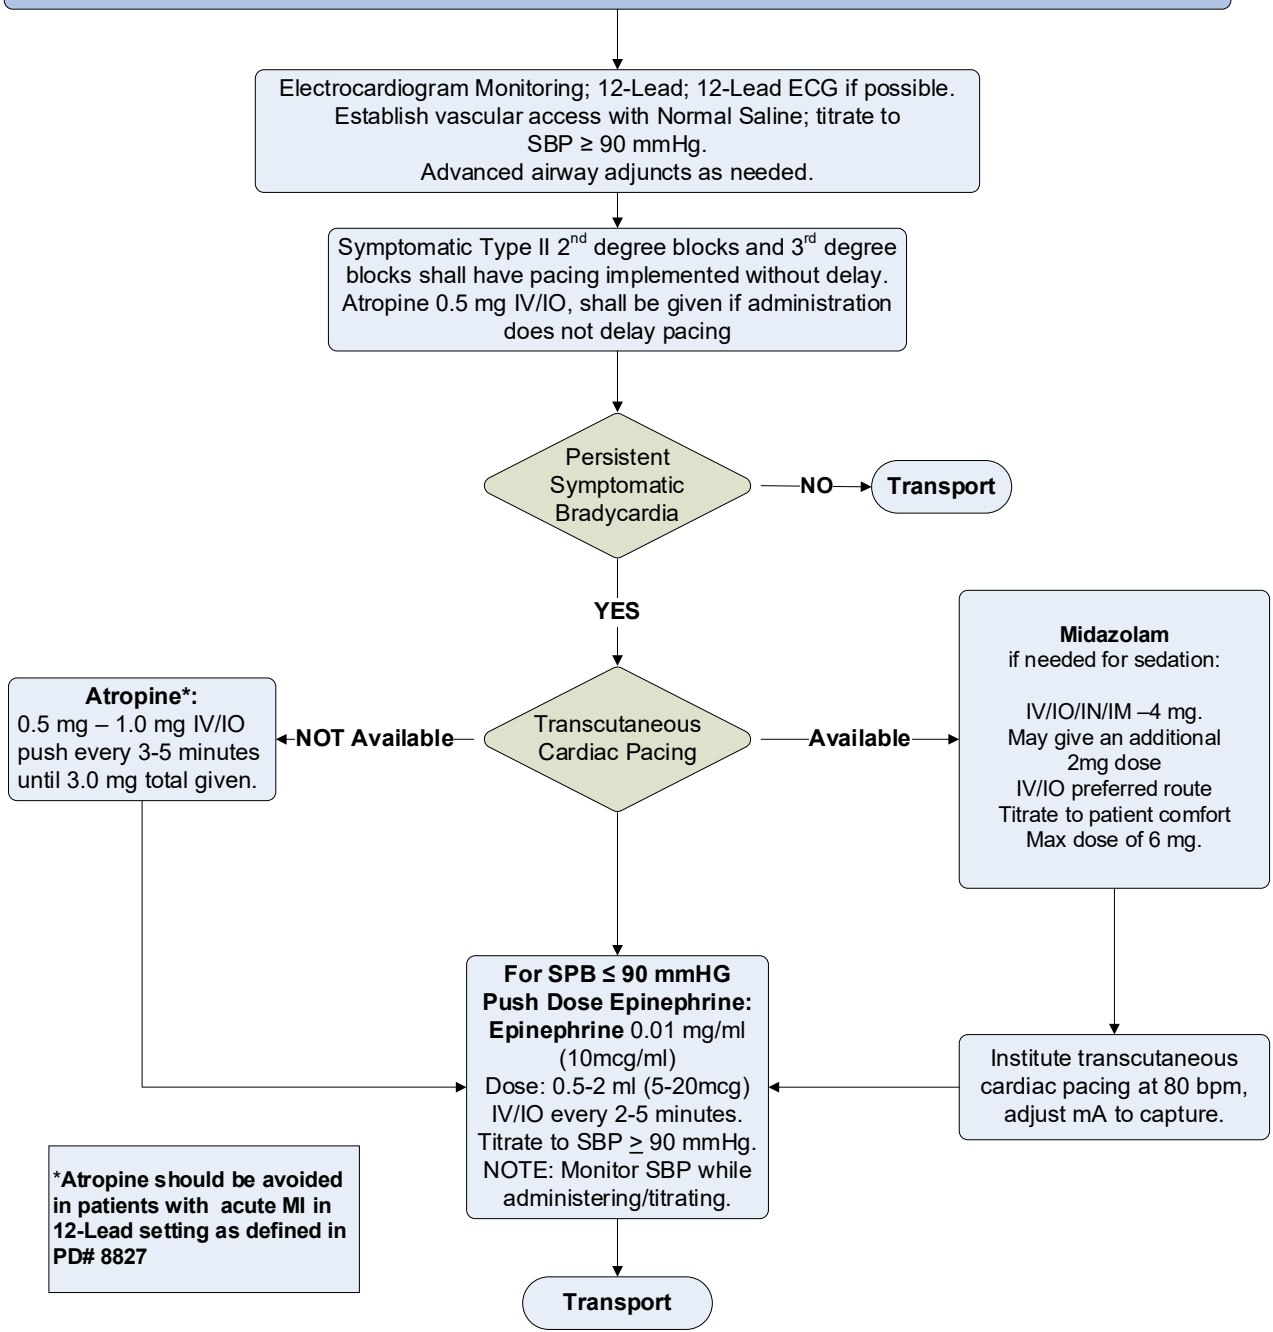 Electrocardiogram Monitoring; 12-Lead; 12-Lead ECG if possible.
Establish vascular access with Normal Saline; titrate to
SBP ≥ 90 mmHg.
Advanced airway adjuncts as needed.
Symptomatic Type II 2nd degree blocks and 3rd degree
blocks shall have pacing implemented without delay.
Atropine 0.5 mg IV/IO, shall be given if administration
does not delay pacing
Persistent
Symptomatic
Bradycardia
NO
Transport
YES
Transcutaneous
Cardiac Pacing
NOT Available
Available
Atropine*:
0.5 mg – 1.0 mg IV/IO
push every 3-5 minutes
until 3.0 mg total given.
Midazolam
if needed for sedation:
IV/IO/IN/IM –4 mg.
May give an additional
2mg dose
IV/IO preferred route
Titrate to patient comfort
Max dose of 6 mg.
Institute transcutaneous
cardiac pacing at 80 bpm,
adjust mA to capture.
For SPB ≤ 90 mmHG
Push Dose Epinephrine:
Epinephrine 0.01 mg/ml
(10mcg/ml)
Dose: 0.5-2 ml (5-20mcg)
IV/IO every 2-5 minutes.
Titrate to SBP ≥ 90 mmHg.
NOTE: Monitor SBP while
administering/titrating.
*Atropine should be avoided
in patients with acute MI in
12-Lead setting as defined in
PD# 8827
Transport